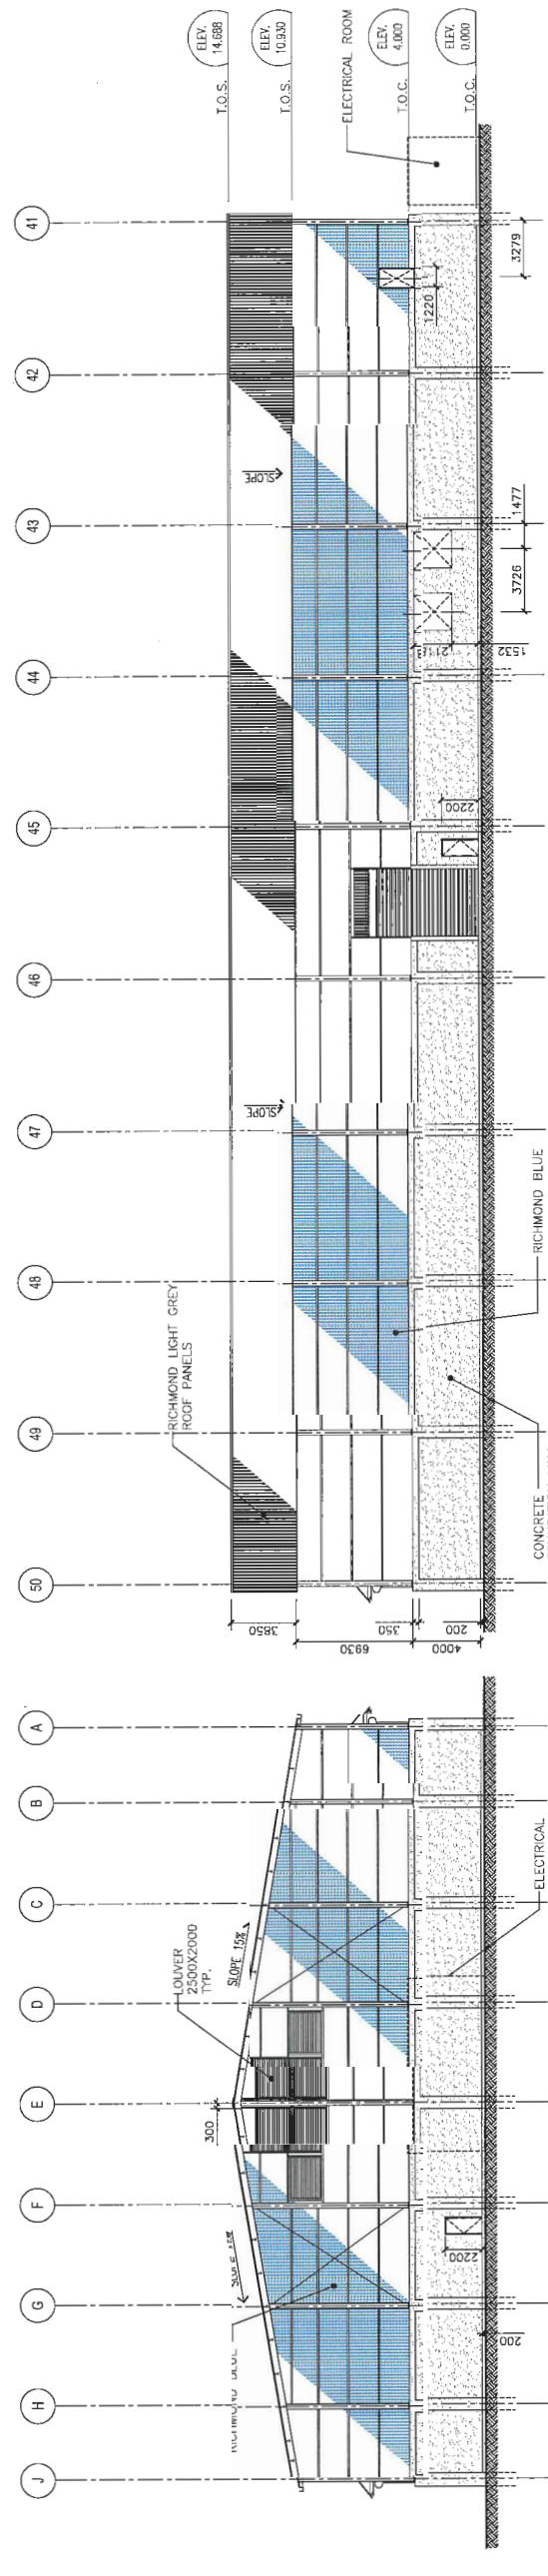 J
H
G
F
E
D
C
B
A
50
49
48
47
46
45
44
43
42
41
ELEV.
14.688
T.O.S.
ELEV.
10.930
T.O.S.
ELEV.
4.000
T.O.C.
ELEV.
0.000
T.O.C.
300
LOUVER
2500X2000
TYP.
SLOPE 15%
RICHMOND LIGHT GREY
ROOF PANELS
SLOPE
SLOPE
ELECTRICAL ROOM
3850
6930
350
4000
200
2200
200
ELECTRICAL
CONCRETE
RICHMOND BLUE
2200
1532
3726
1477
1220
3279